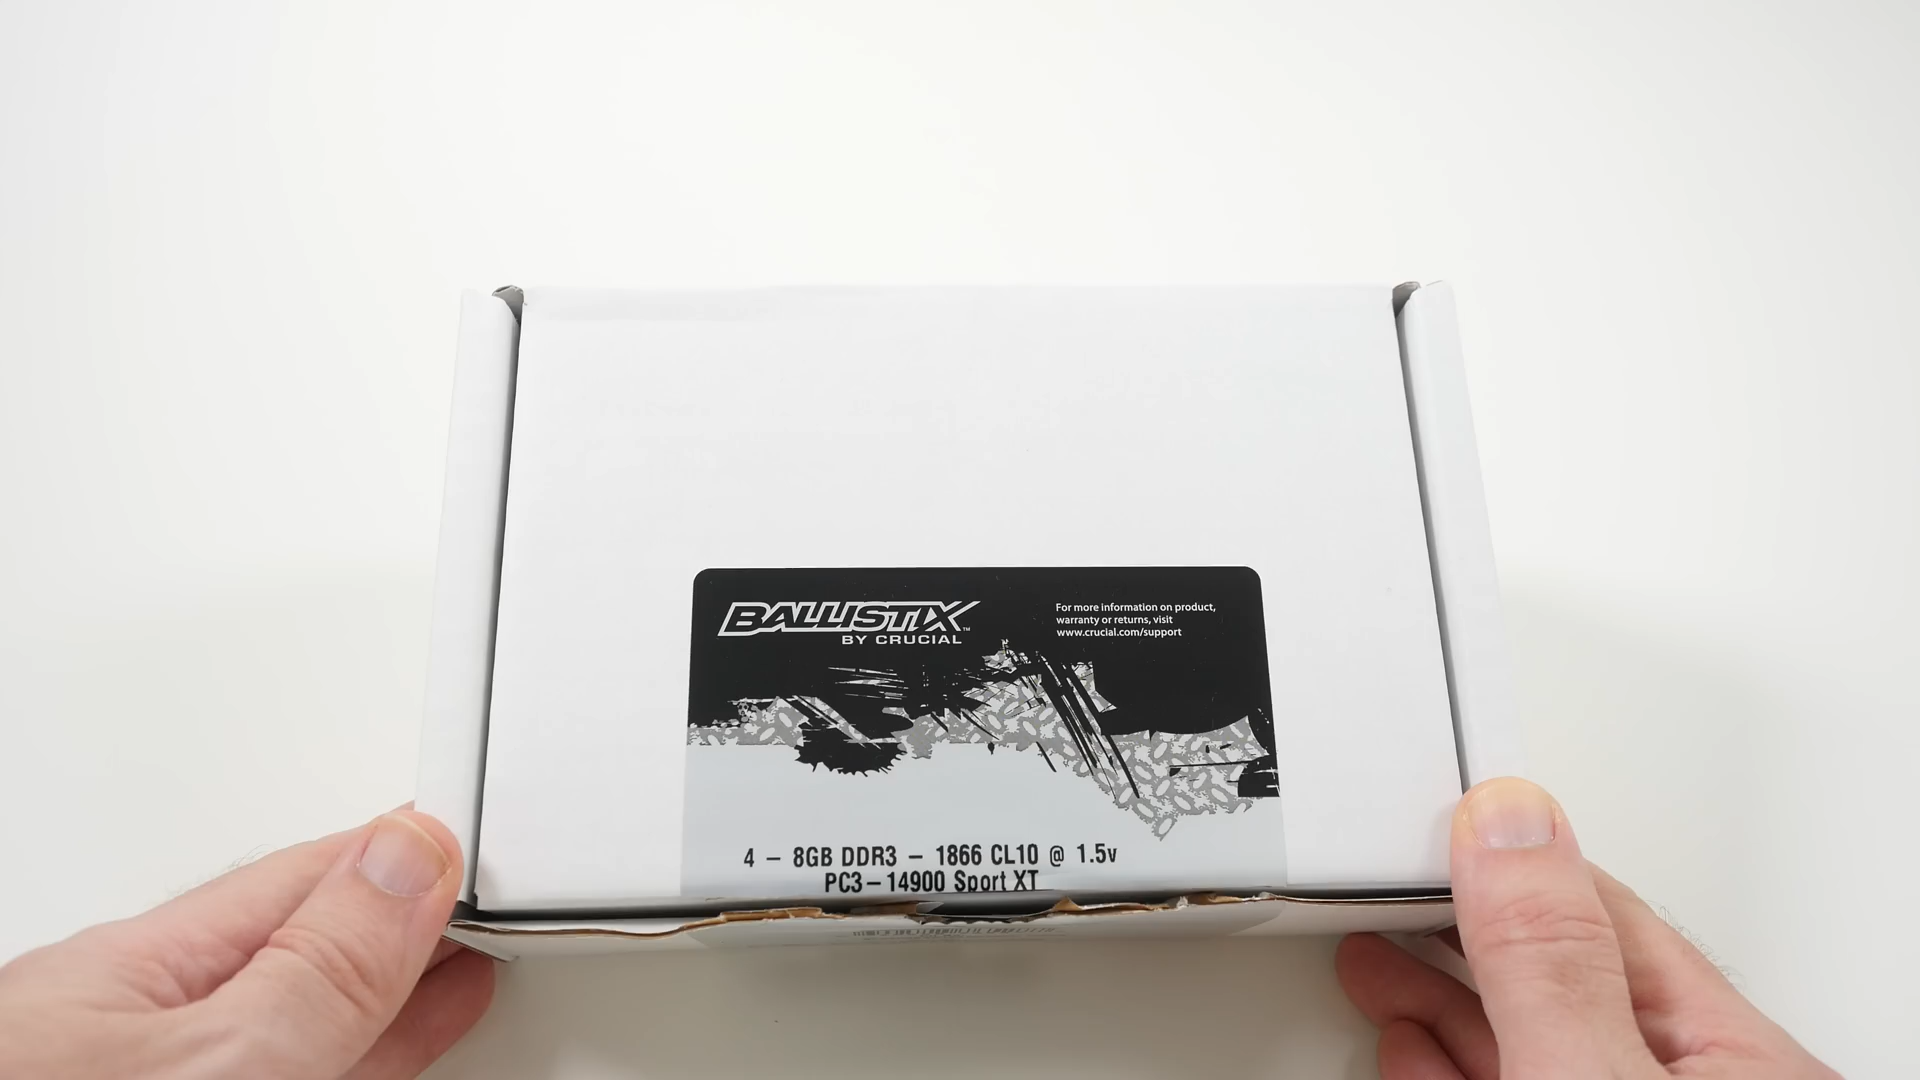 BALLISTIX™
BY CRUCIAL
For more information on product,
warranty or returns, visit
www.crucial.com/support
4 – 8GB DDR3 – 1866 CL10 @ 1.5v
PC3–14900 Sport XT